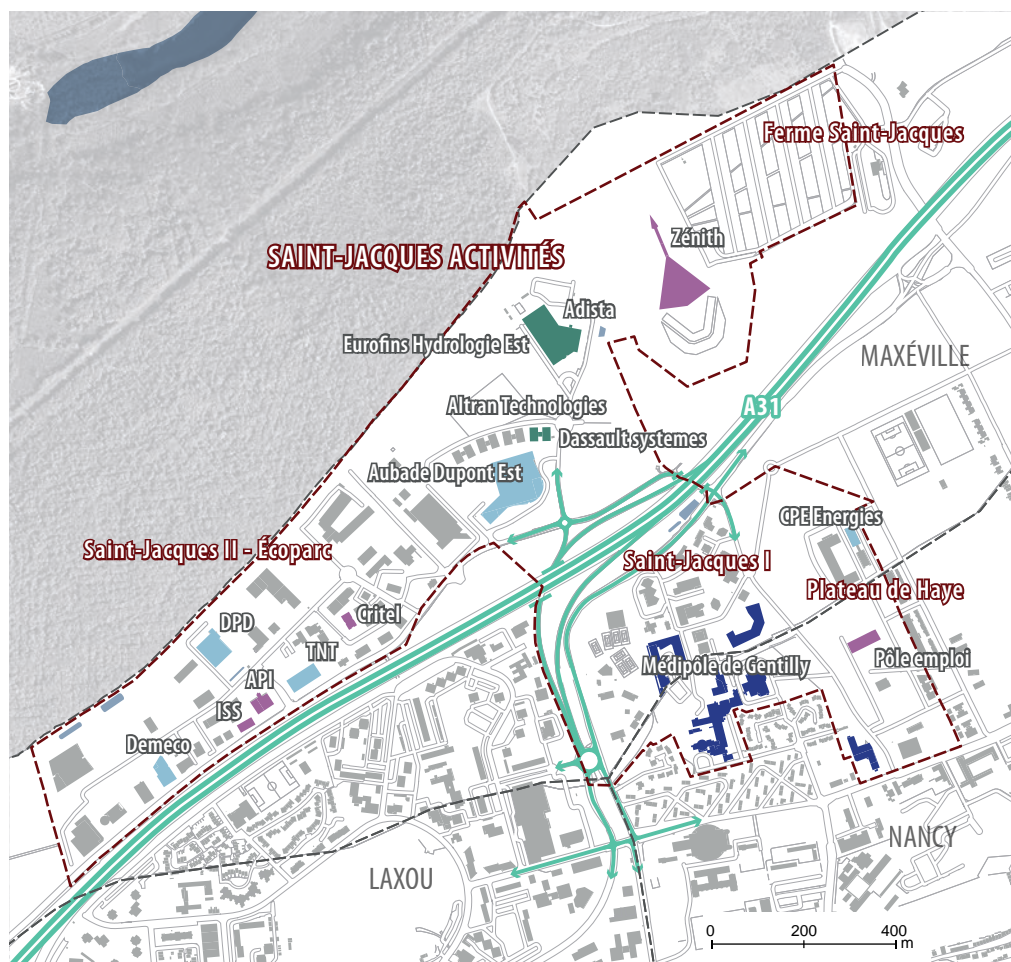 Ferme Saint-Jacques
Zénith
SAINT-JACQUES ACTIVITÉS
Adista
Eurofins Hydrologie Est
MAXÉVILLE
A31
Altran Technologies
Dassault systemes
Aubade Dupont Est
CPE Energies
Saint-Jacques II - Écoparc
Saint-Jacques I
Plateau de Haye
Critel
DPD
TNT
Médipôle de Gentilly
Pôle emploi
API
ISS
Demeco
NANCY
LAXOU
0 200 400
m